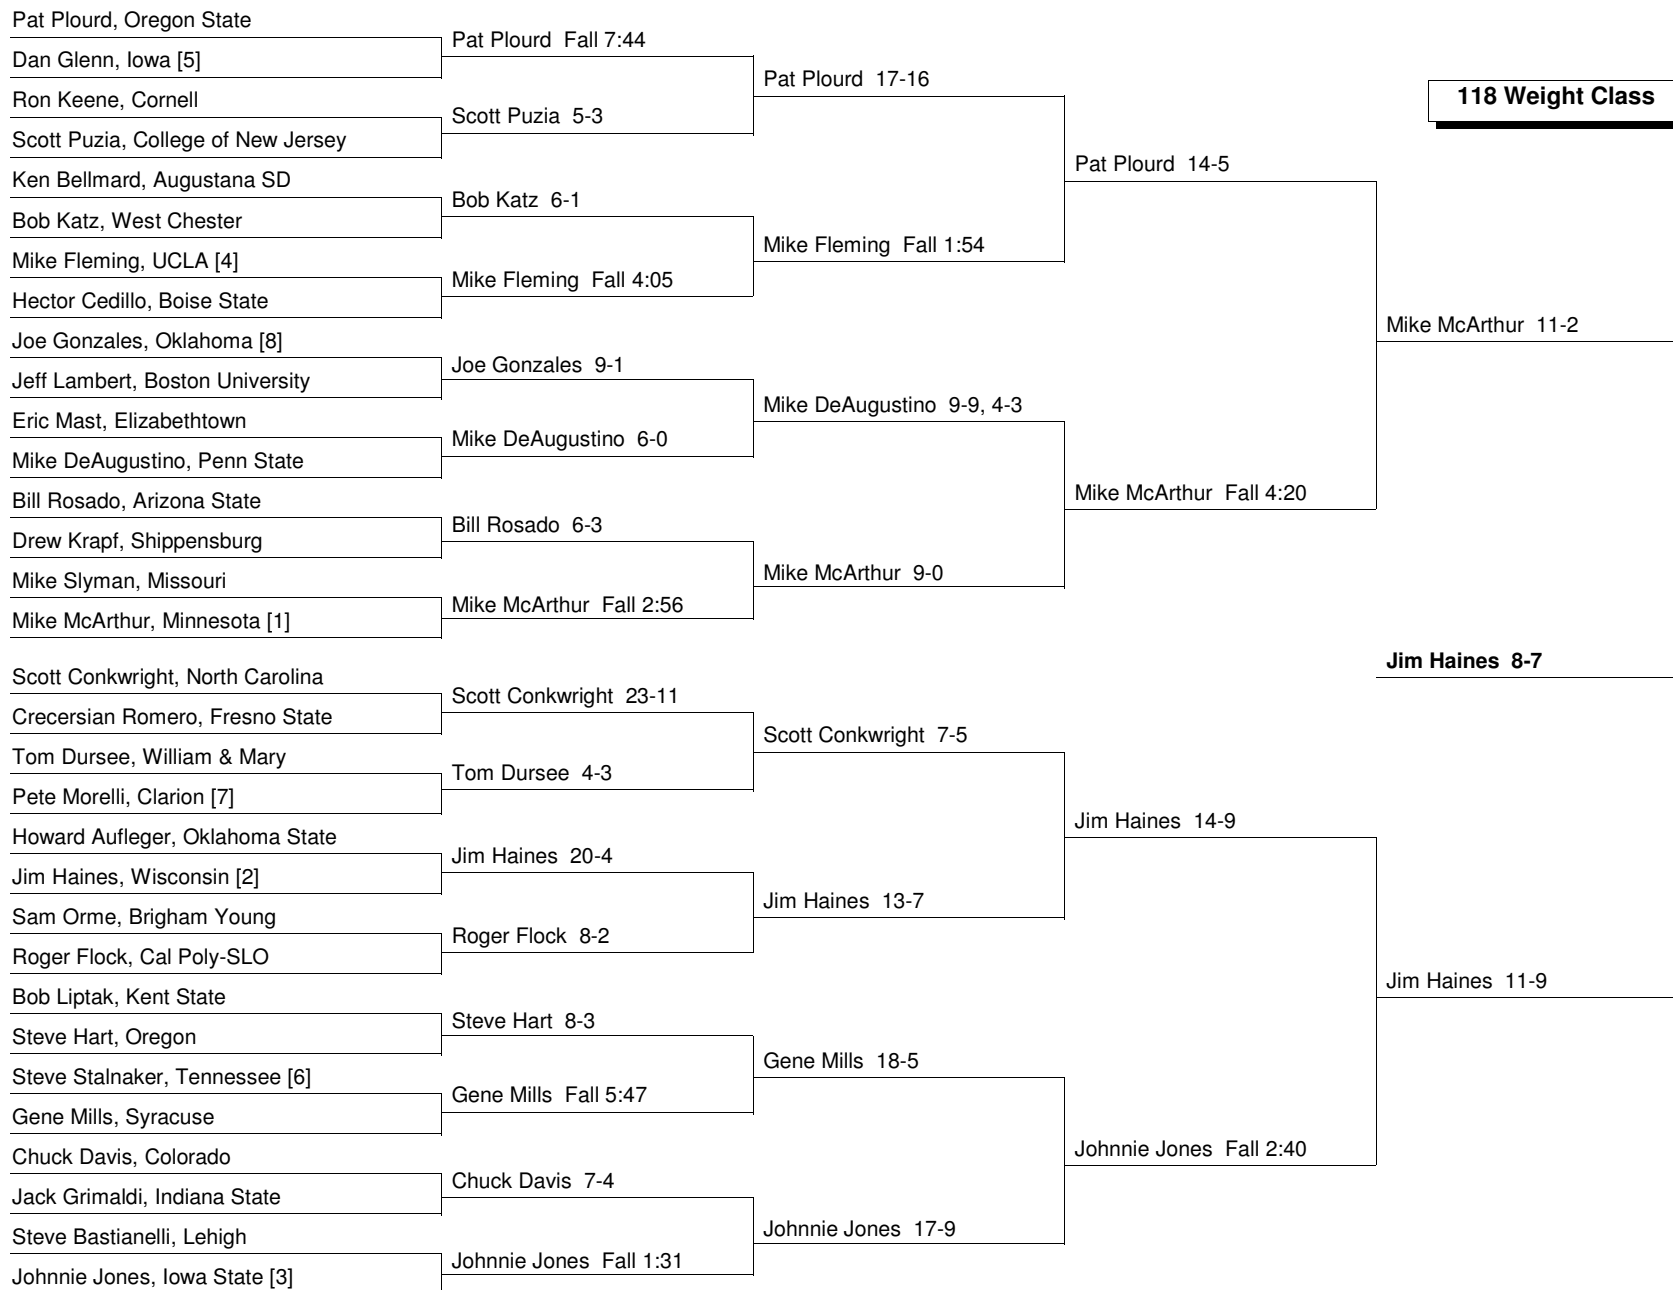 Pat Plourd, Oregon State
Dan Glenn, Iowa [5]
Ron Keene, Cornell
Scott Puzia, College of New Jersey
Ken Bellmard, Augustana SD
Bob Katz, West Chester
Mike Fleming, UCLA [4]
Hector Cedillo, Boise State
Joe Gonzales, Oklahoma [8]
Jeff Lambert, Boston University
Eric Mast, Elizabethtown
Mike DeAugustino, Penn State
Bill Rosado, Arizona State
Drew Krapf, Shippensburg
Mike Slyman, Missouri
Mike McArthur, Minnesota [1]
Scott Conkwright, North Carolina
Crecersian Romero, Fresno State
Tom Dursee, William & Mary
Pete Morelli, Clarion [7]
Howard Aufleger, Oklahoma State
Jim Haines, Wisconsin [2]
Sam Orme, Brigham Young
Roger Flock, Cal Poly-SLO
Bob Liptak, Kent State
Steve Hart, Oregon
Steve Stalnaker, Tennessee [6]
Gene Mills, Syracuse
Chuck Davis, Colorado
Jack Grimaldi, Indiana State
Steve Bastianelli, Lehigh
Johnnie Jones, Iowa State [3]
Pat Plourd Fall 7:44
Scott Puzia 5-3
Bob Katz 6-1
Mike Fleming Fall 4:05
Joe Gonzales 9-1
Mike DeAugustino 6-0
Bill Rosado 6-3
Mike McArthur Fall 2:56
Scott Conkwright 23-11
Tom Dursee 4-3
Jim Haines 20-4
Roger Flock 8-2
Steve Hart 8-3
Gene Mills Fall 5:47
Chuck Davis 7-4
Johnnie Jones Fall 1:31
Pat Plourd 17-16
Mike Fleming Fall 1:54
Mike DeAugustino 9-9, 4-3
Mike McArthur 9-0
Scott Conkwright 7-5
Jim Haines 13-7
Gene Mills 18-5
Johnnie Jones 17-9
Pat Plourd 14-5
Mike McArthur Fall 4:20
Jim Haines 14-9
Johnnie Jones Fall 2:40
118 Weight Class
Mike McArthur 11-2
Jim Haines 8-7
Jim Haines 11-9